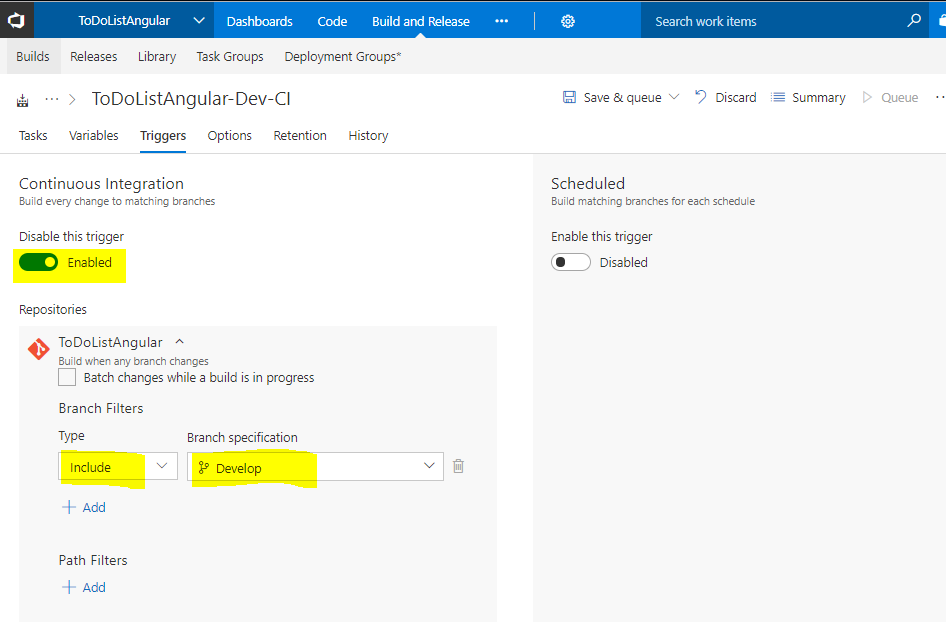 ToDoListAngular Dashboards Code Build and Release ••• Search work items
Builds Releases Library Task Groups Deployment Groups*
··· > ToDoListAngular-Dev-CI Save & queue Discard Summary Queue ···
Tasks Variables Triggers Options Retention History
Continuous Integration
Build every change to matching branches
Disable this trigger
Enabled
Repositories
ToDoListAngular
Build when any branch changes
Batch changes while a build is in progress
Branch Filters
Type Branch specification
Include Develop
+ Add
Path Filters
+ Add
Scheduled
Build matching branches for each schedule
Enable this trigger
Disabled